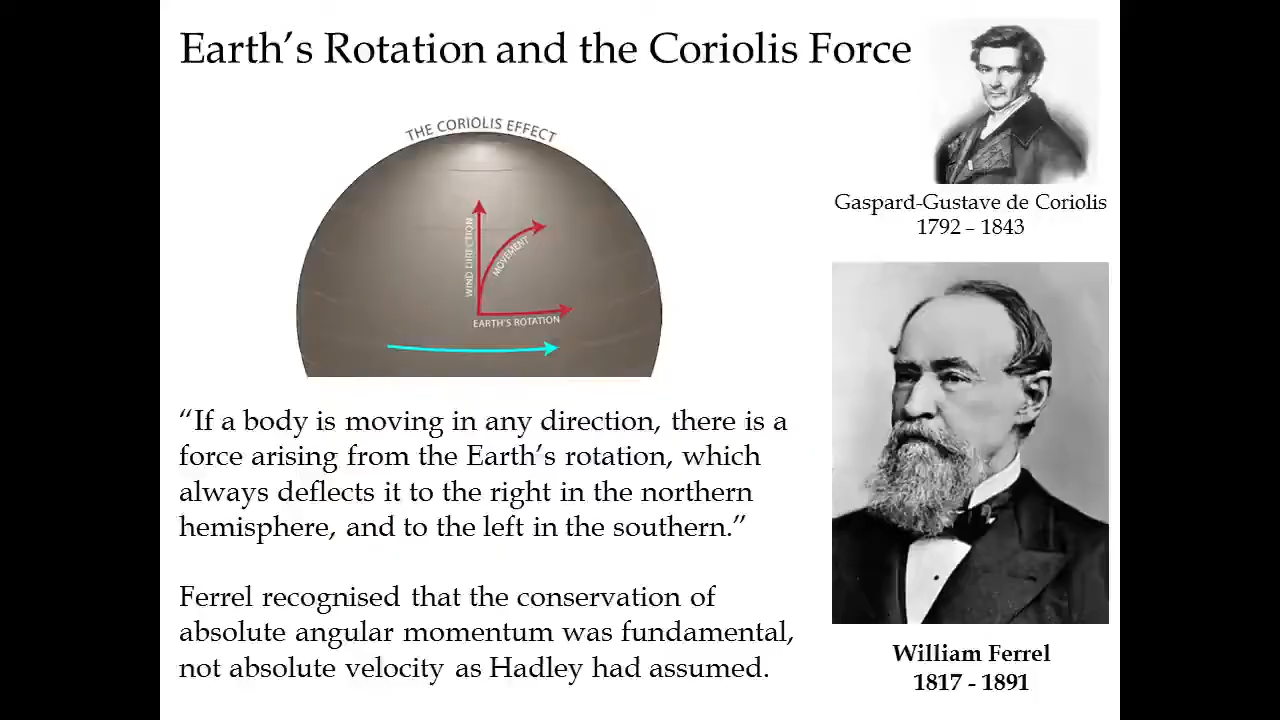 Earth’s Rotation and the Coriolis Force
THE CORIOLIS EFFECT
WIND DIRECTION
MOVEMENT
EARTH'S ROTATION
Gaspard-Gustave de Coriolis
1792 – 1843
“If a body is moving in any direction, there is a
force arising from the Earth’s rotation, which
always deflects it to the right in the northern
hemisphere, and to the left in the southern.”
Ferrel recognised that the conservation of
absolute angular momentum was fundamental,
not absolute velocity as Hadley had assumed.
William Ferrel
1817 - 1891